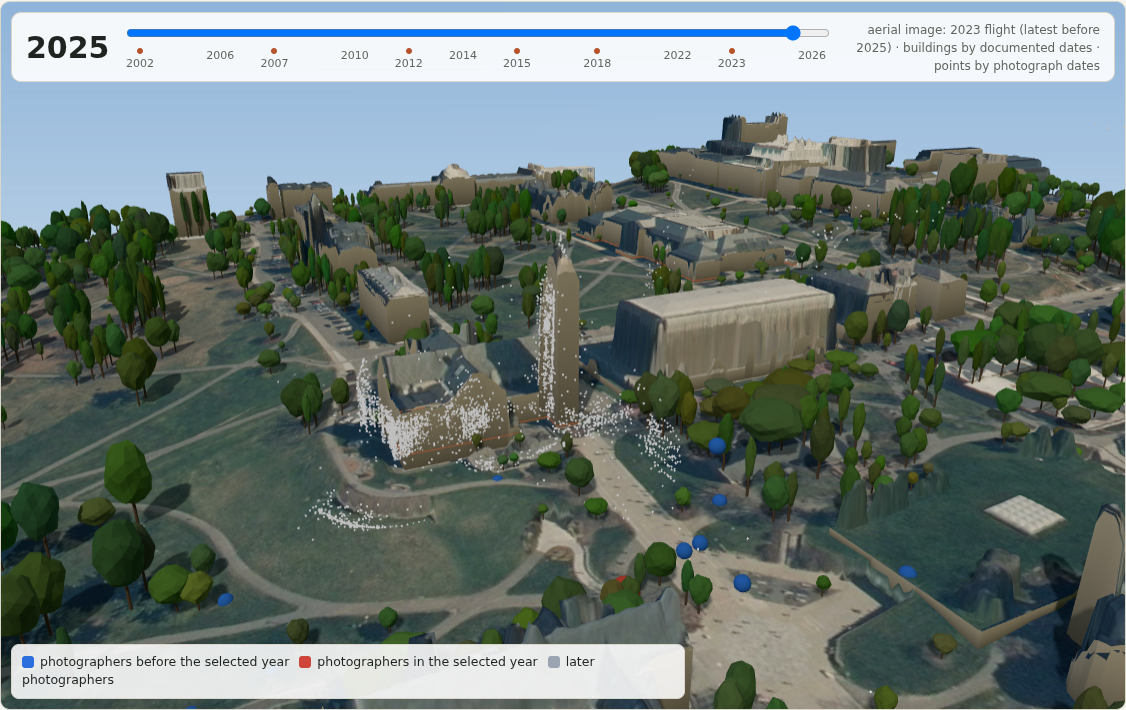 2025
2002 2006 2007 2010 2012 2014 2015 2018 2022 2023 2026
aerial image: 2023 flight (latest before
2025) · buildings by documented dates ·
points by photograph dates
photographers before the selected year photographers in the selected year later
photographers